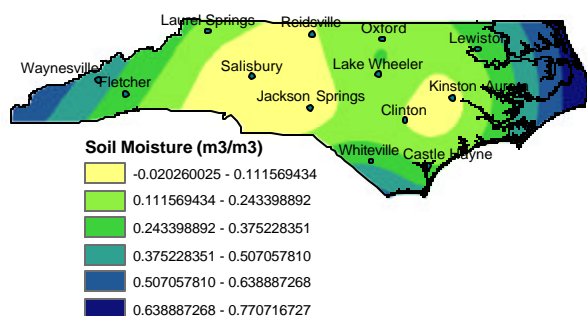 Laurel Springs
Reidsville
Oxford
Lewiston
Waynesville
Fletcher
Salisbury
Lake Wheeler
Kinston
Aurora
Jackson Springs
Clinton
Whiteville
Castle Hayne
Soil Moisture (m3/m3)
-0.020260025 - 0.111569434
0.111569434 - 0.243398892
0.243398892 - 0.375228351
0.375228351 - 0.507057810
0.507057810 - 0.638887268
0.638887268 - 0.770716727